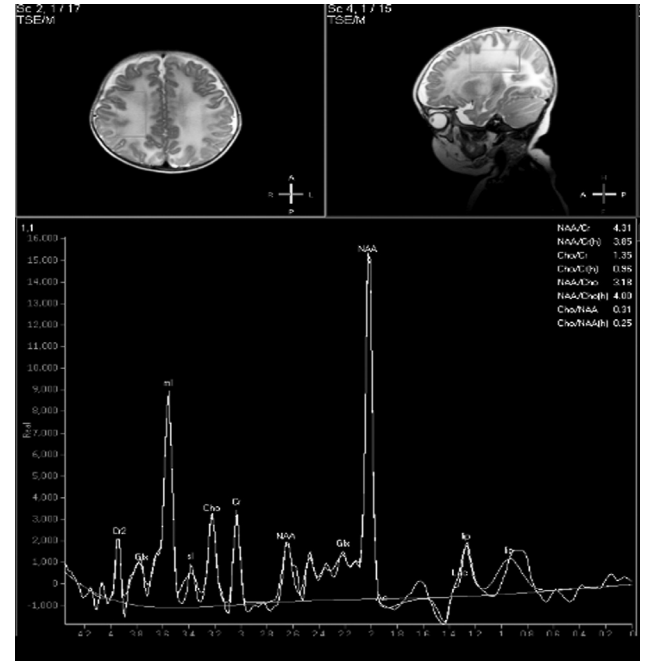 Sc 2, 1 / 17
TSE/M
Sc 4, 1 / 15
TSE/M
A
R L
P
A P
1,1
NAA/Cr 4.31
NAA/Cr(h) 3.85
Cho/Cr 1.35
Cho/Cr(h) 0.96
NAA/Cho 3.18
NAA/Cho(h) 4.00
Cho/NAA 0.31
Cho/NAA(h) 0.25
16,000
15,000
14,000
13,000
12,000
11,000
10,000
9,000
8,000
7,000
6,000
5,000
4,000
3,000
2,000
1,000
0
-1,000
Real
Cr2
Glx
mI
sI
Cho
Cr
NAA
Glx
NAA
lip
Lac
lip
4.2 4 3.8 3.6 3.4 3.2 3 2.8 2.6 2.4 2.2 2 1.8 1.6 1.4 1.2 1 0.8 0.6 0.4 0.2 0